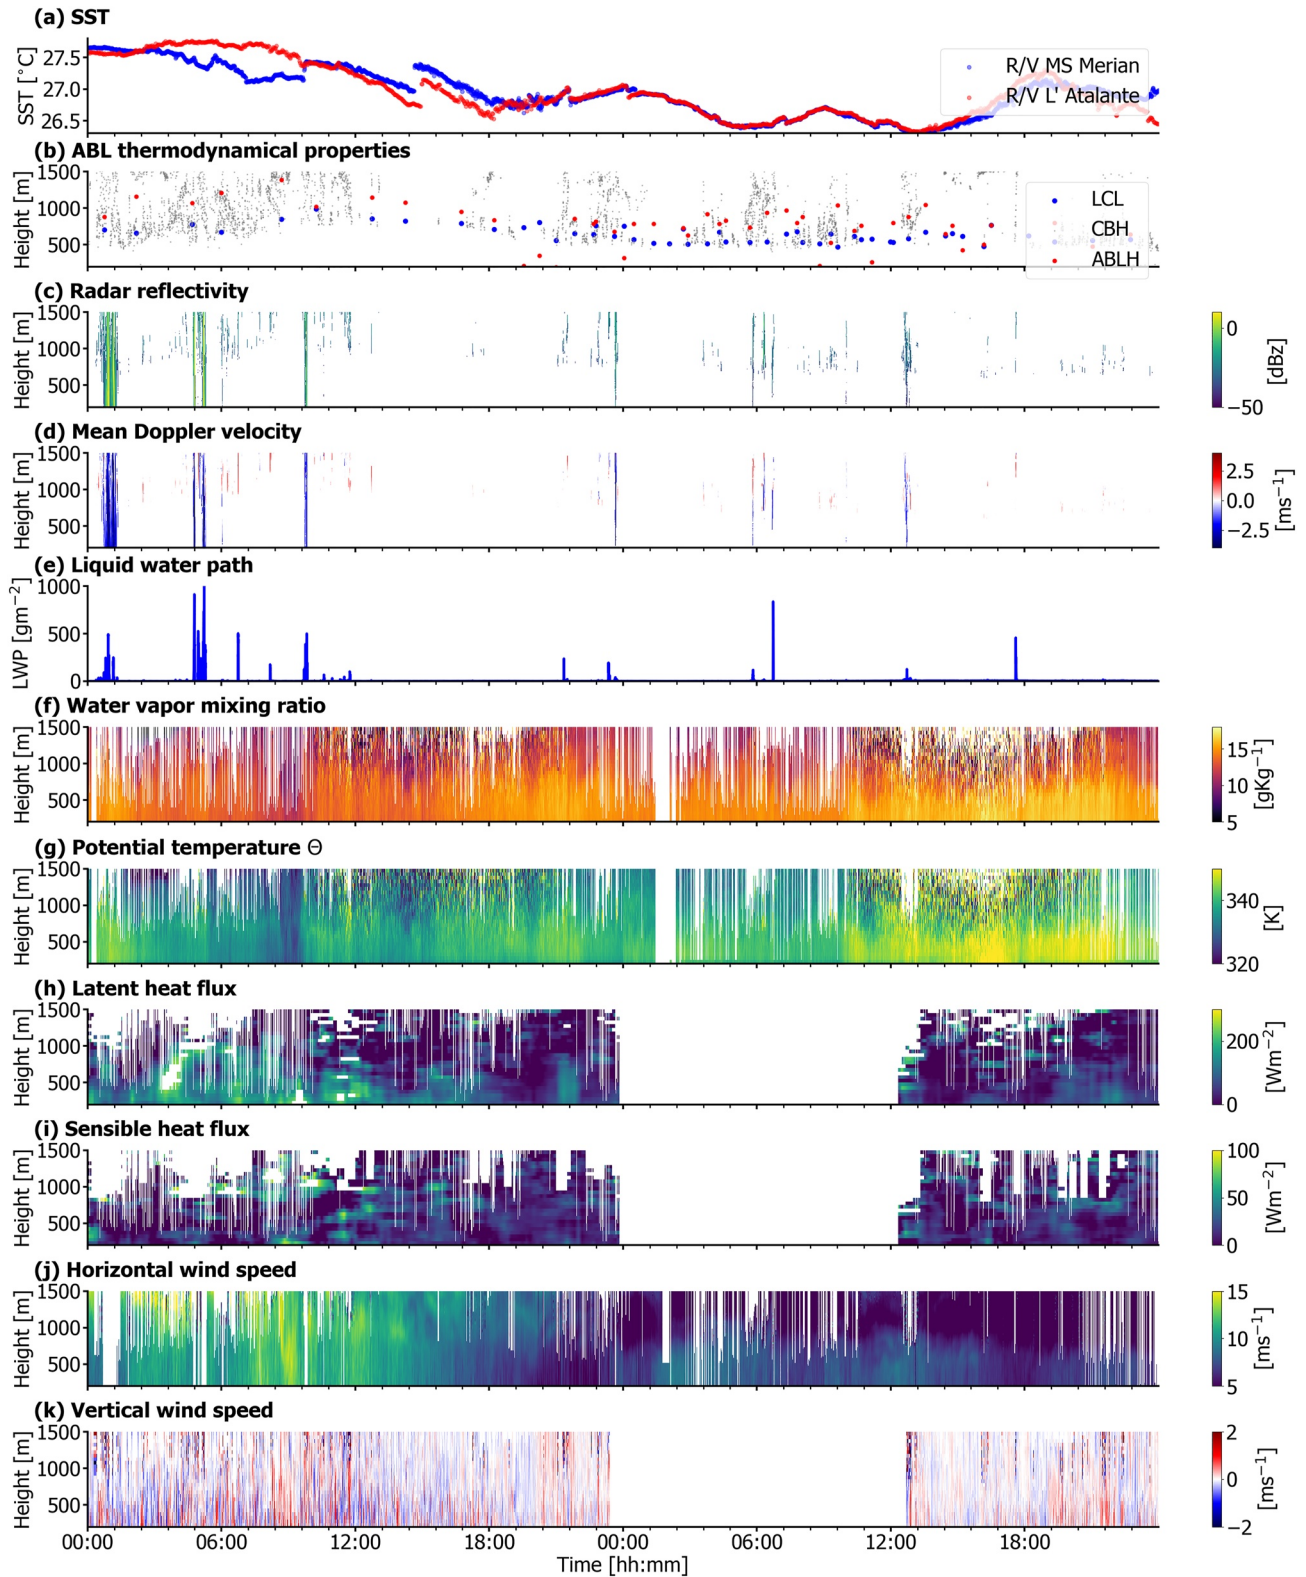 (a) SST
SST [°C]
27.5
27.0
26.5
R/V MS Merian
R/V L' Atalante
(b) ABL thermodynamical properties
Height [m]
1500
1000
500
LCL
CBH
ABLH
(c) Radar reflectivity
Height [m]
1500
1000
500
0
−50
[dBz]
(d) Mean Doppler velocity
Height [m]
1500
1000
500
2.5
0.0
−2.5
[ms−1]
(e) Liquid water path
LWP [gm−2]
1000
500
0
(f) Water vapor mixing ratio
Height [m]
1500
1000
500
15
10
5
[gKg−1]
(g) Potential temperature Θ
Height [m]
1500
1000
500
340
320
[K]
(h) Latent heat flux
Height [m]
1500
1000
500
200
0
[Wm−2]
(i) Sensible heat flux
Height [m]
1500
1000
500
100
50
0
[Wm−2]
(j) Horizontal wind speed
Height [m]
1500
1000
500
15
10
5
[ms−1]
(k) Vertical wind speed
Height [m]
1500
1000
500
2
0
−2
[ms−1]
00:00 06:00 12:00 18:00 00:00 06:00 12:00 18:00
Time [hh:mm]